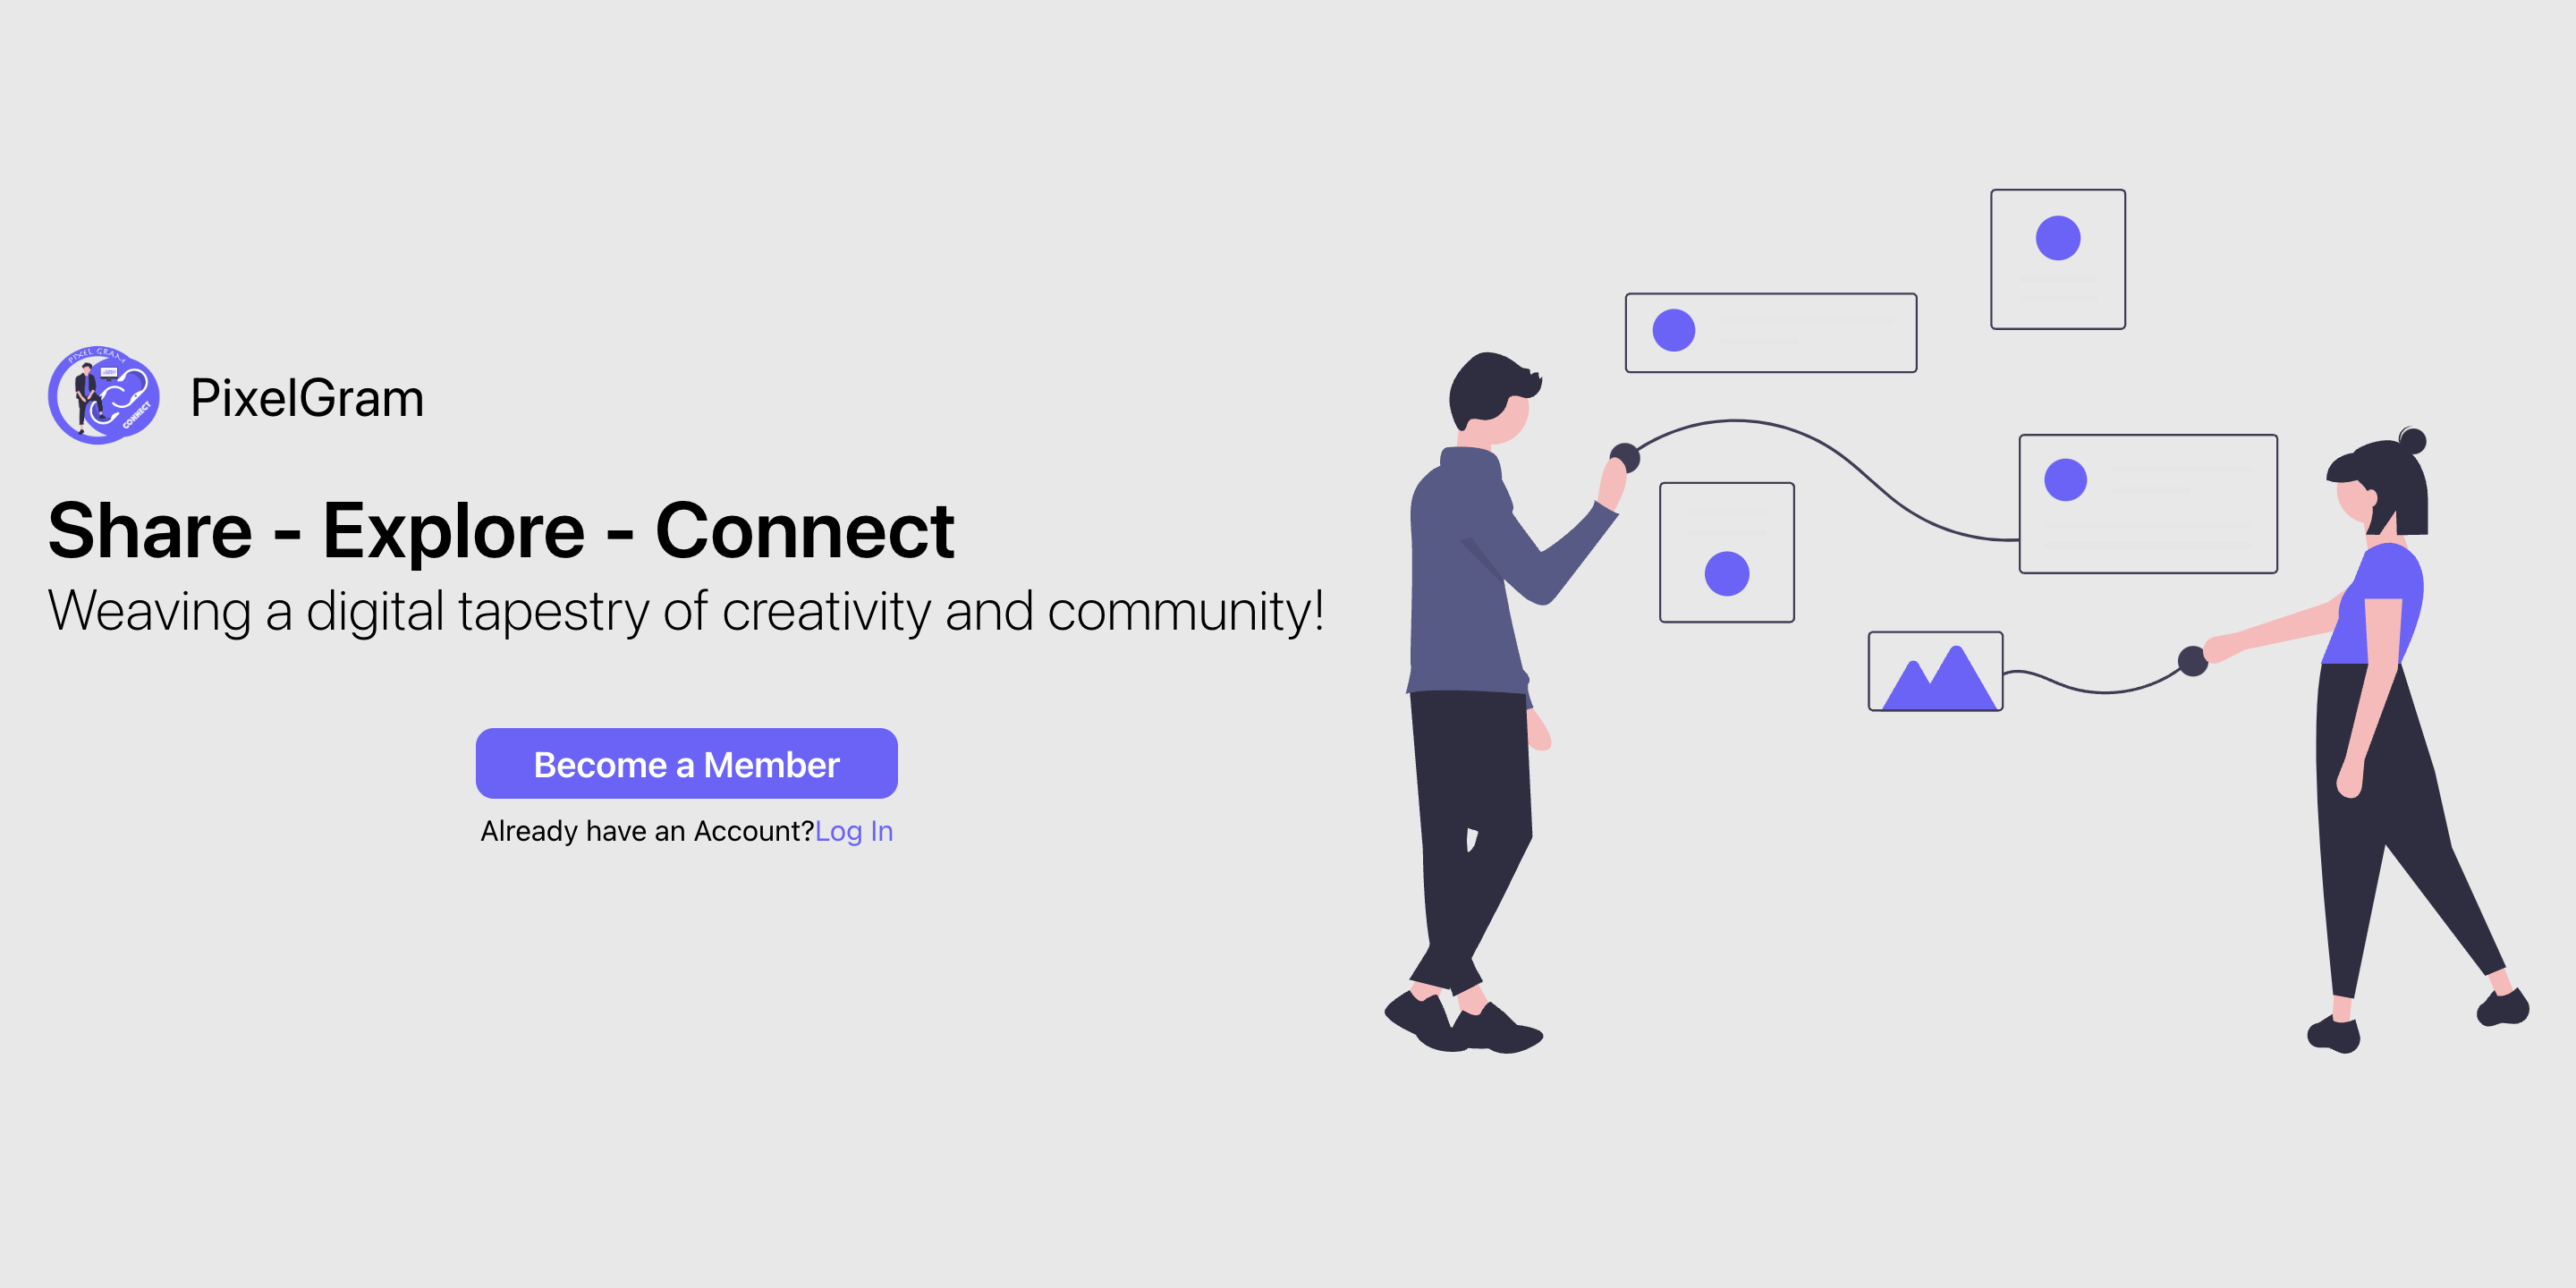 PIXEL GRAM
CONNECT
PixelGram
Share - Explore - Connect
Weaving a digital tapestry of creativity and community!
Become a Member
Already have an Account?Log In